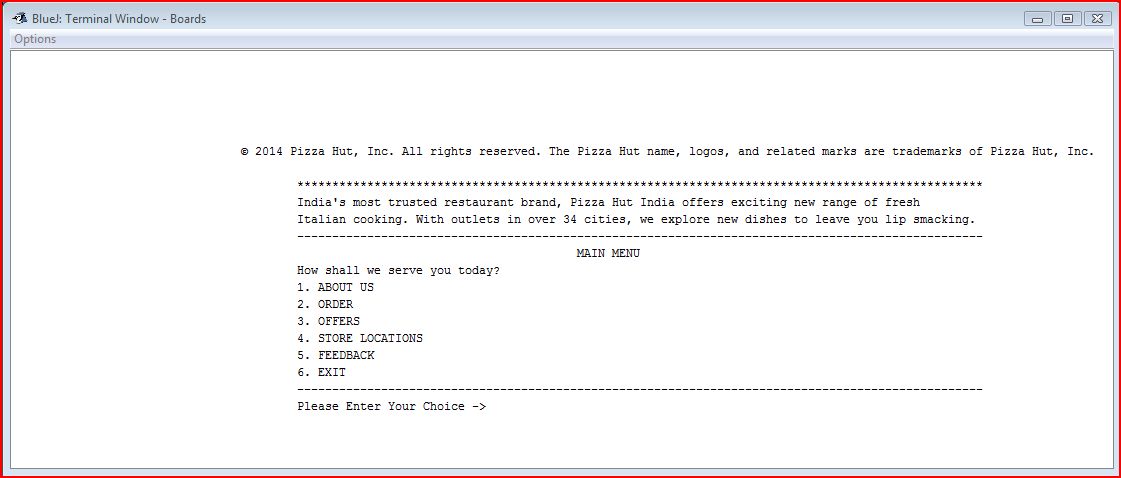 BlueJ: Terminal Window - Boards
Options
© 2014 Pizza Hut, Inc. All rights reserved. The Pizza Hut name, logos, and related marks are trademarks of Pizza Hut, Inc.
**************************************************************************************************
India's most trusted restaurant brand, Pizza Hut India offers exciting new range of fresh
Italian cooking. With outlets in over 34 cities, we explore new dishes to leave you lip smacking.
--------------------------------------------------------------------------------------------------
MAIN MENU
How shall we serve you today?
1. ABOUT US
2. ORDER
3. OFFERS
4. STORE LOCATIONS
5. FEEDBACK
6. EXIT
--------------------------------------------------------------------------------------------------
Please Enter Your Choice ->